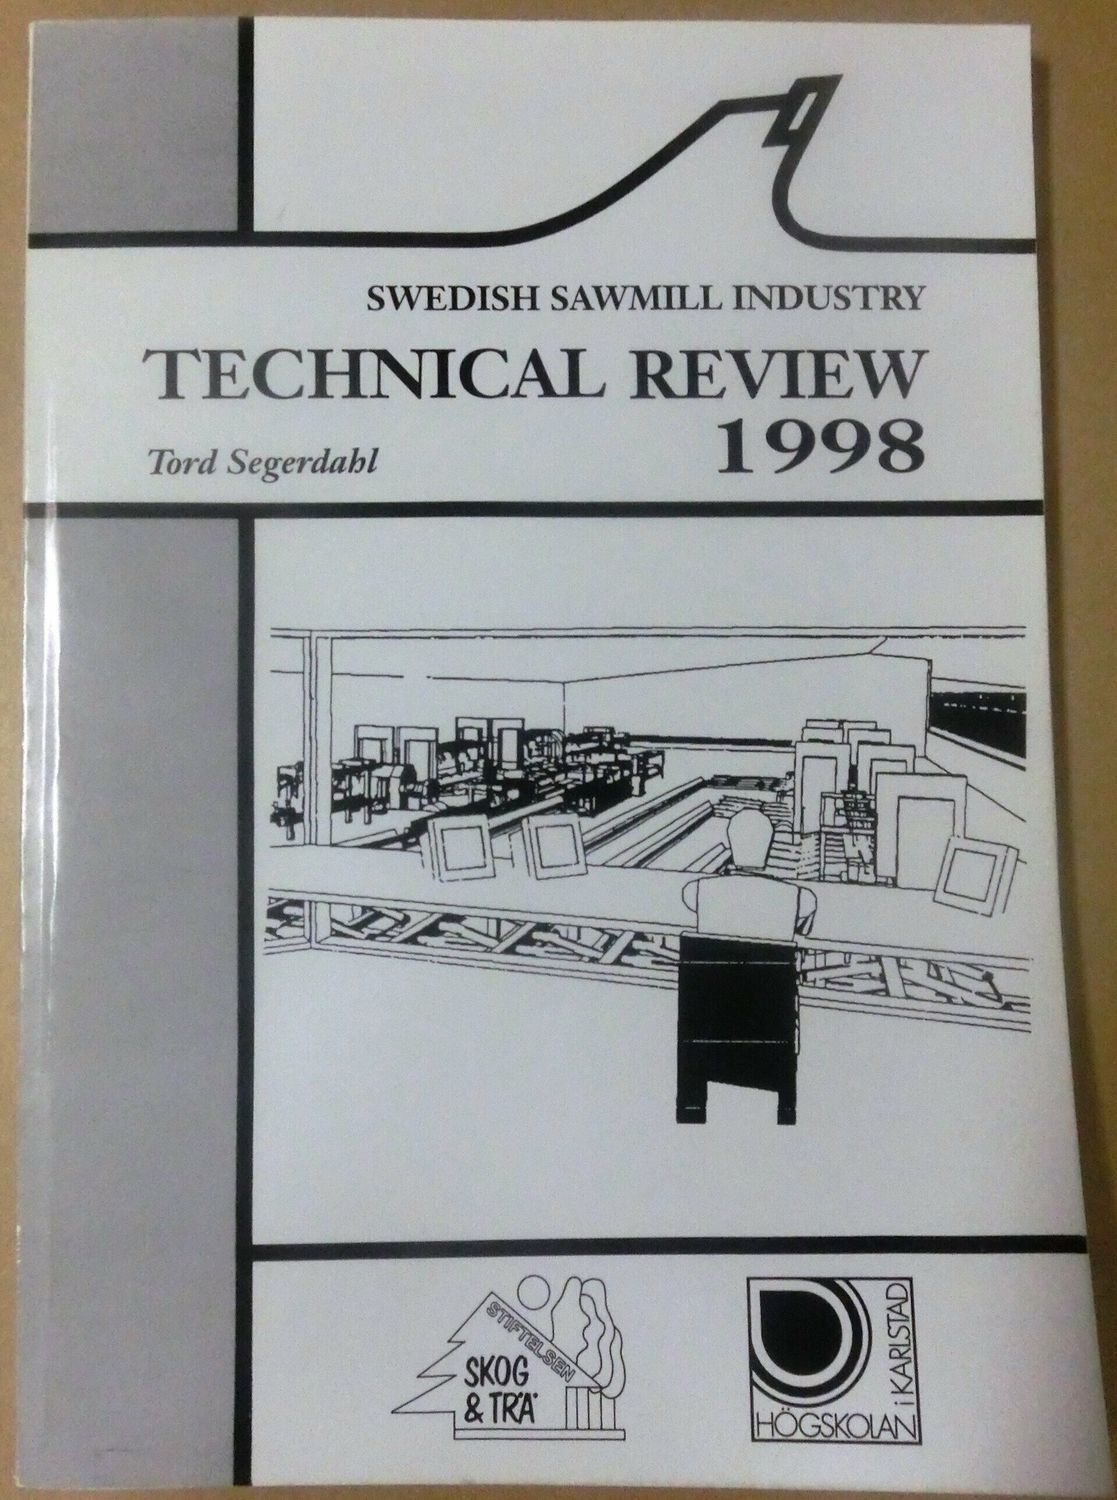 SWEDISH SAWMILL INDUSTRY
TECHNICAL REVIEW
1998
Tord Segerdahl
STIFTELSEN
SKOG
& TRÄ
HÖGSKOLAN
i KARLSTAD